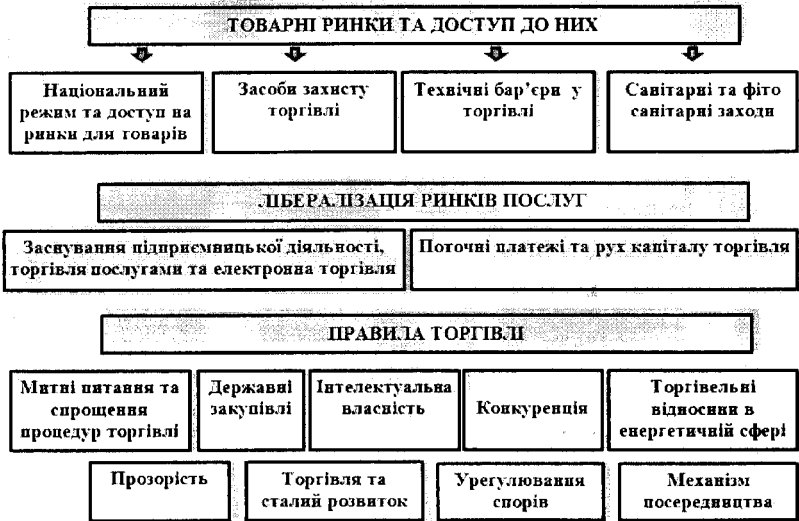 ТОВАРНІ РИНКИ ТА ДОСТУП ДО НИХ
Національний
режим та доступ на
ринки для товарів
Засоби захисту
торгівлі
Технічні бар’єри у
торгівлі
Санітарні та фіто
санітарні заходи
ЛІБЕРАЛІЗАЦІЯ РИНКІВ ПОСЛУГ
Заснування підприємницької діяльності,
торгівля послугами та електронна торгівля
Поточні платежі та рух капіталу торгівля
ПРАВИЛА ТОРГІВЛІ
Митні питання та
спрощення
процедур торгівлі
Державні
закупівлі
Інтелектуальна
власність
Конкуренція
Торгівельні
відносини в
енергетичній сфері
Прозорість
Торгівля та
сталий розвиток
Урегулювання
спорів
Механізм
посередництва